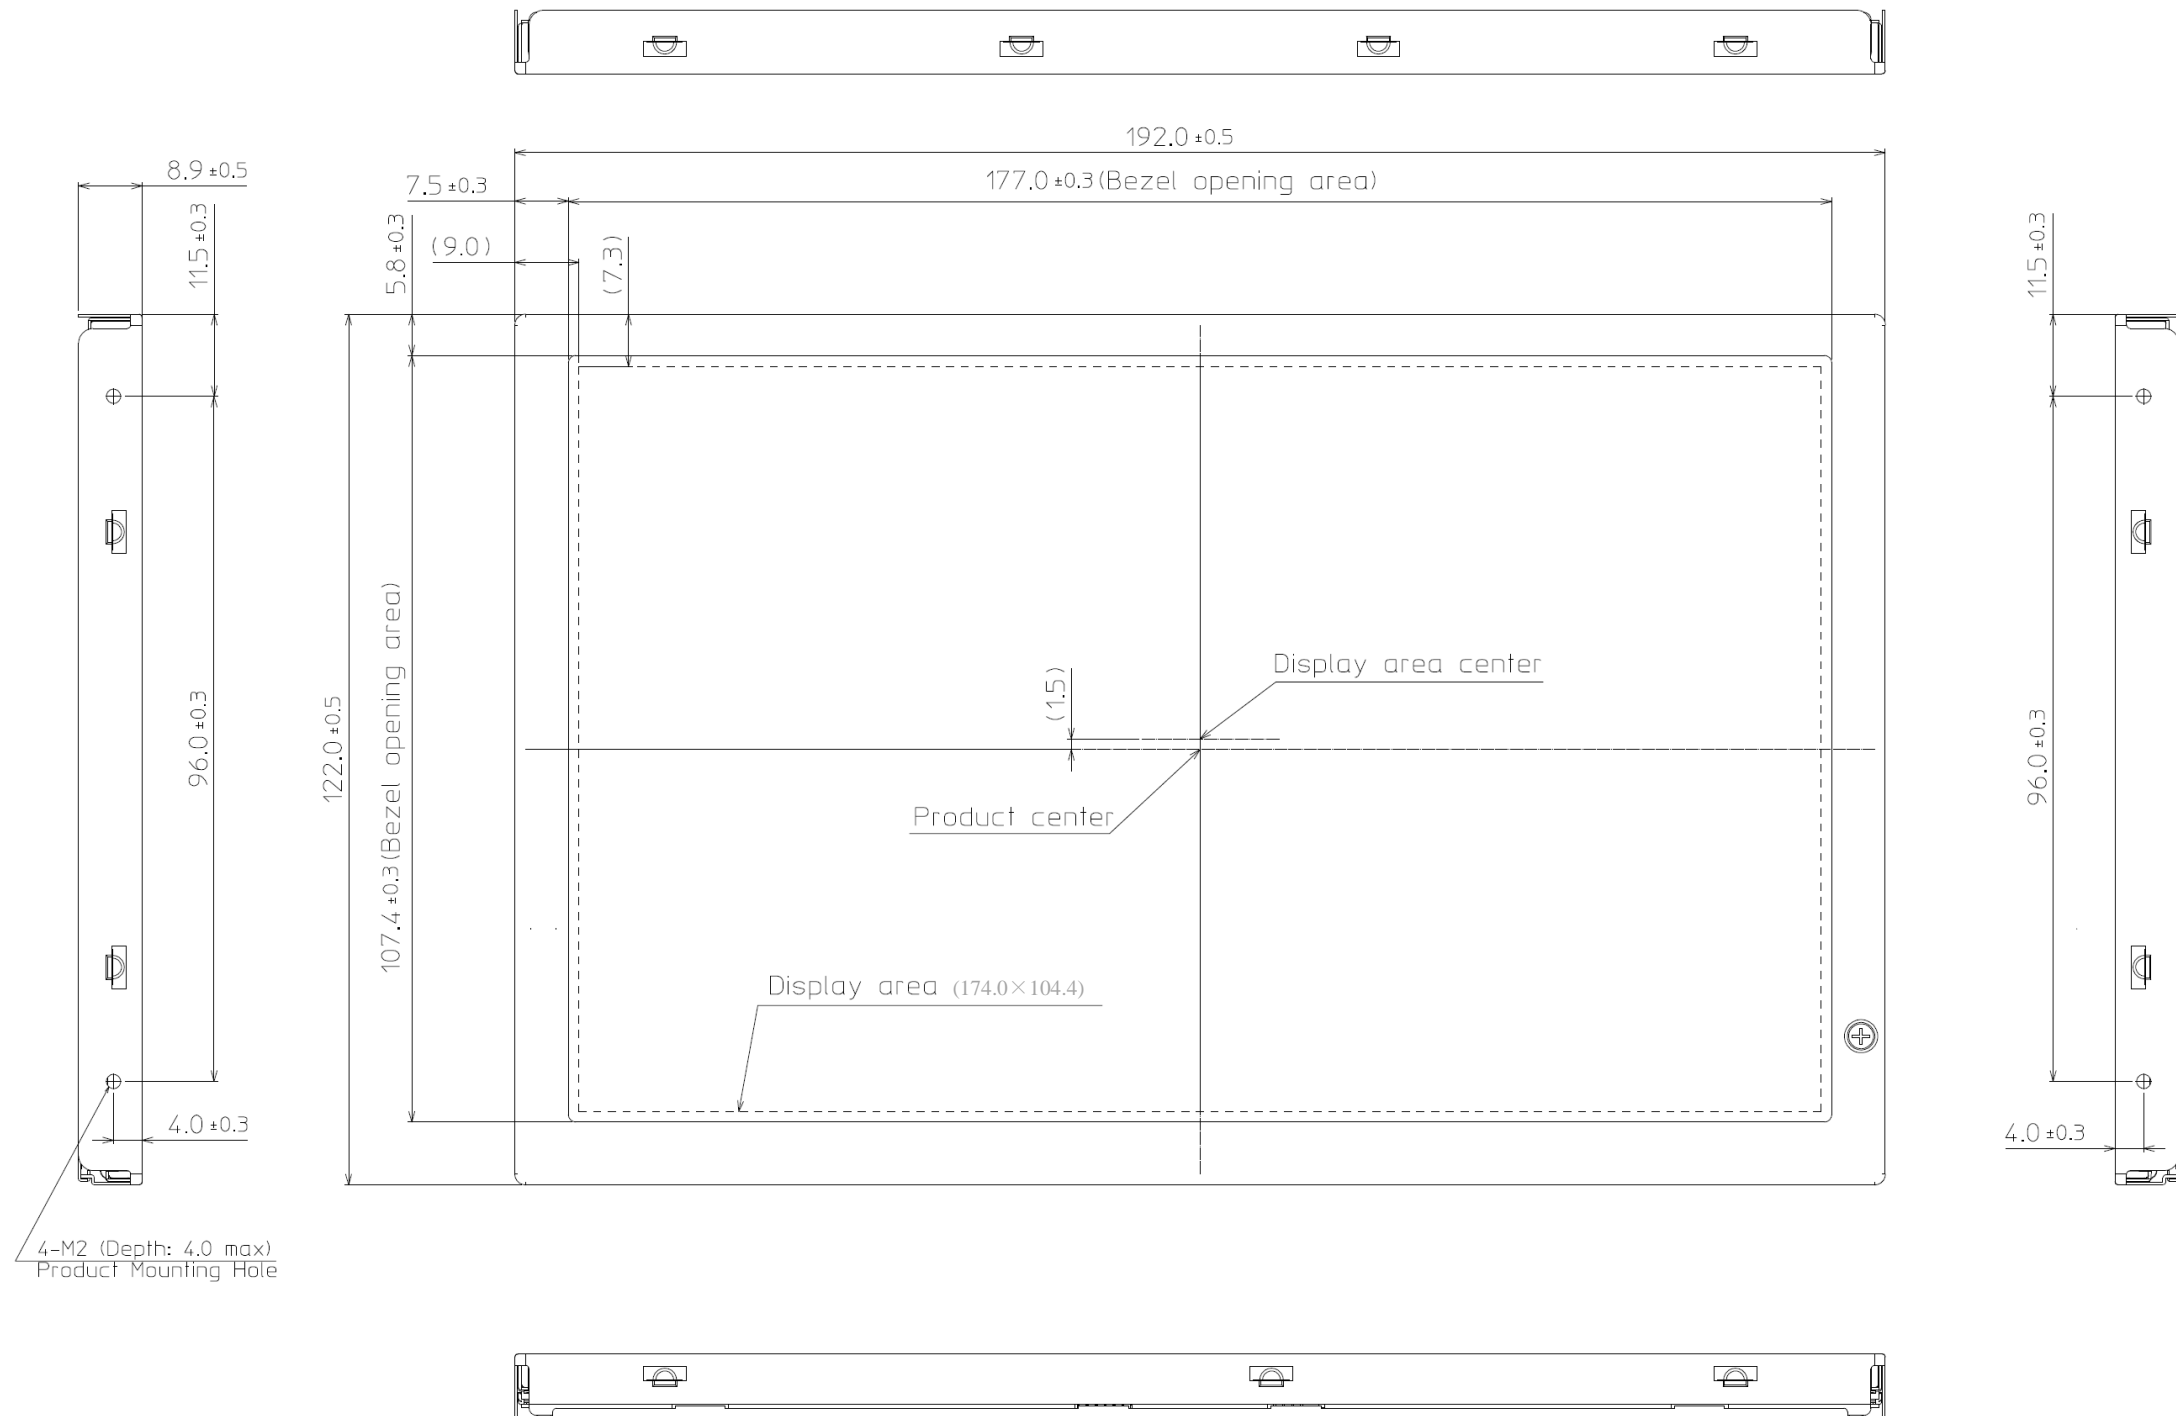 192.0 ±0.5
8.9 ±0.5
7.5 ±0.3
177.0 ±0.3 (Bezel opening area)
11.5 ±0.3
5.8 ±0.3
(9.0)
(7.3)
11.5 ±0.3
96.0 ±0.3
122.0 ±0.5
107.4 ±0.3 (Bezel opening area)
(1.5)
Display area center
Product center
96.0 ±0.3
Display area (174.0×104.4)
4.0 ±0.3
4.0 ±0.3
4-M2 (Depth: 4.0 max)
Product Mounting Hole